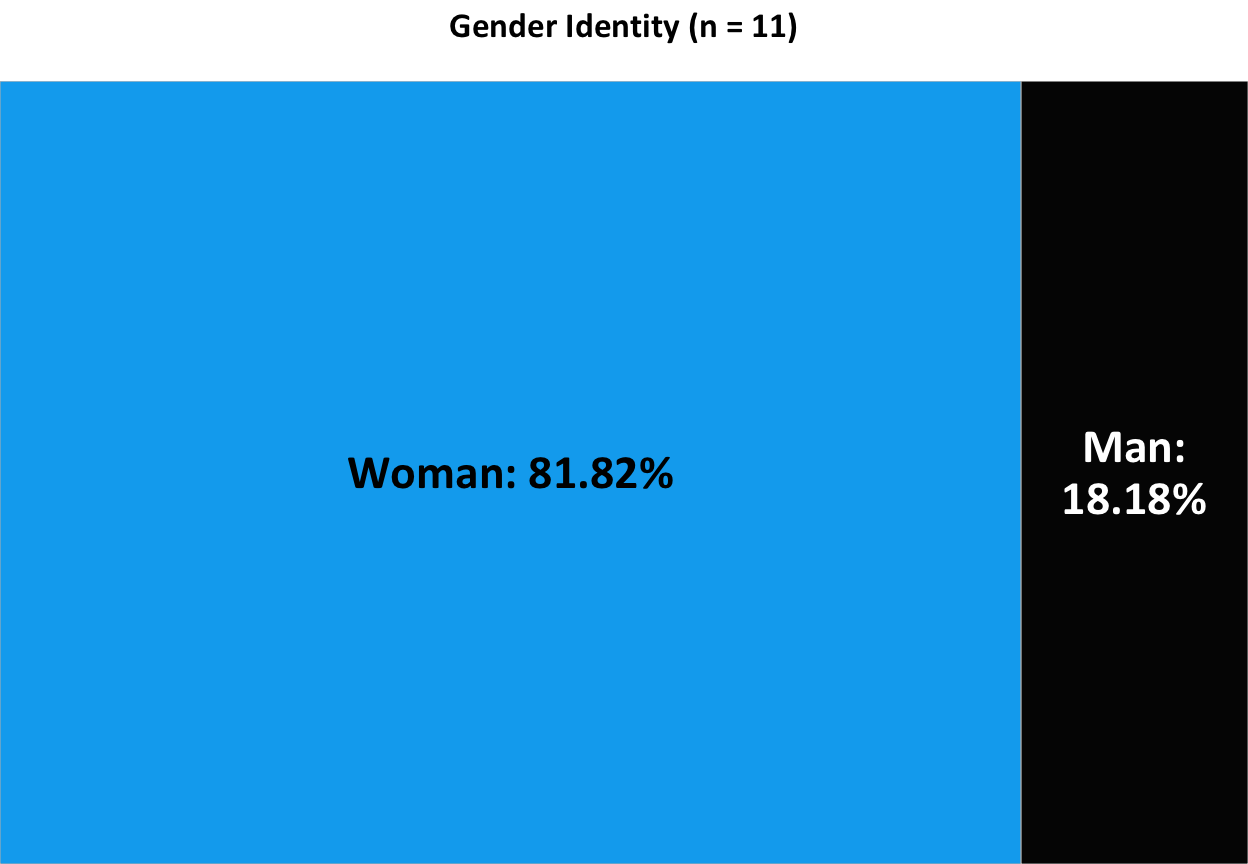 Gender Identity (n = 11)
Woman: 81.82%
Man:
18.18%